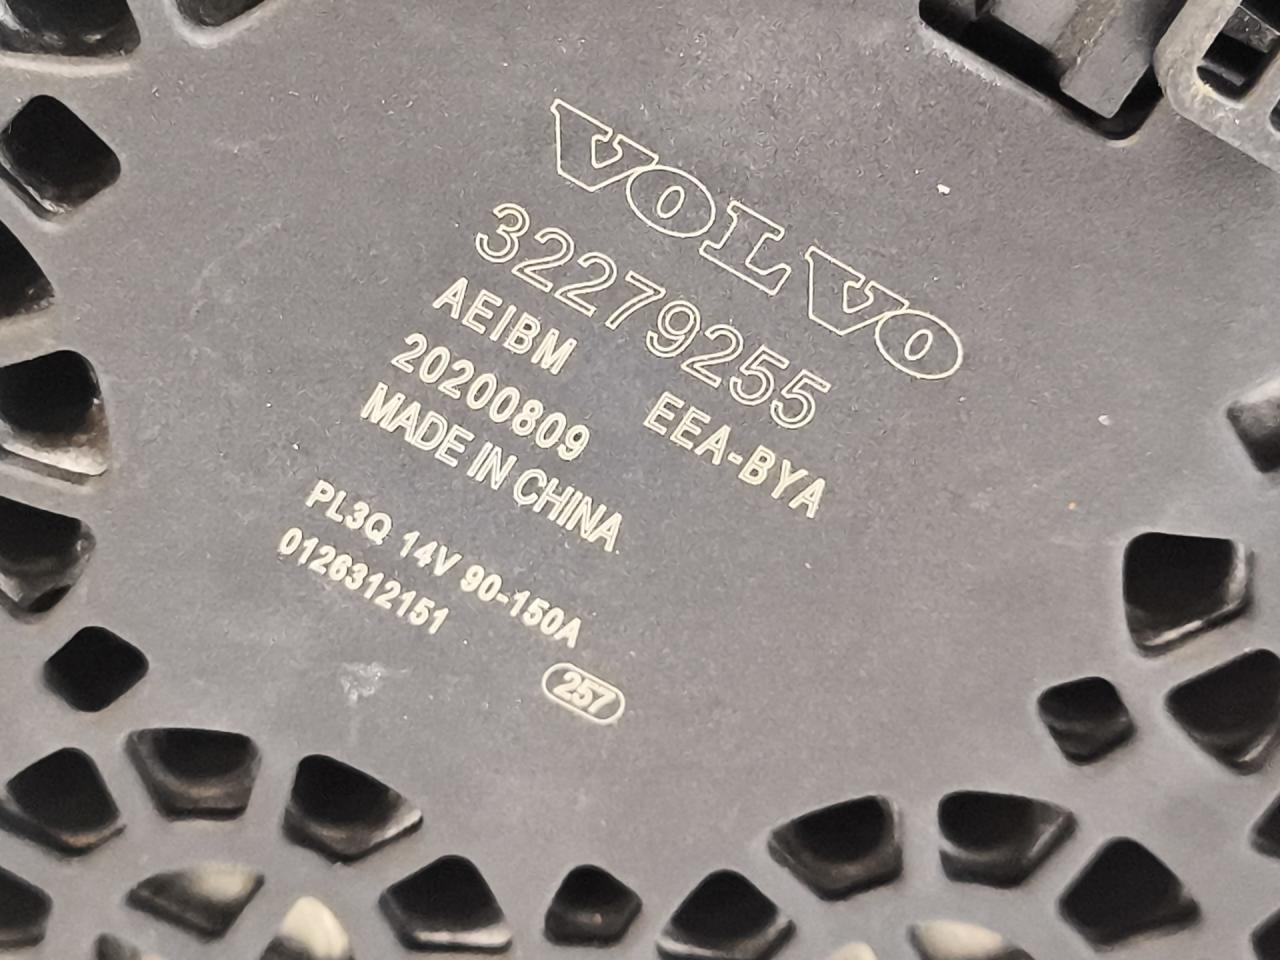 VOLVO
32279255
AEIBM
EEA-BYA
20200809
MADE IN CHINA
PL3Q 14V 90-150A
0126312151
257